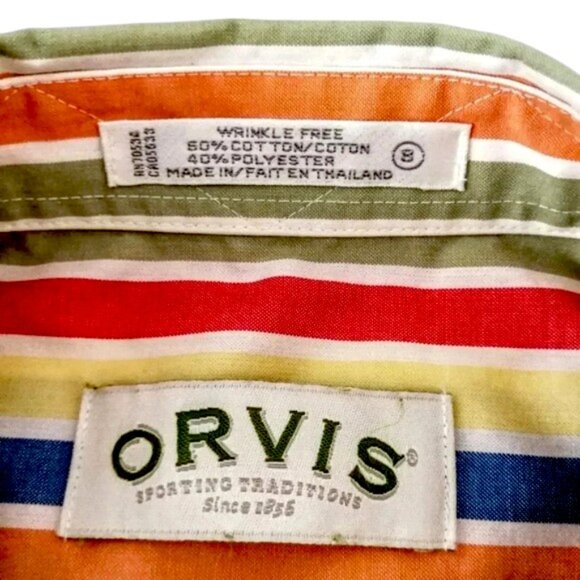 WRINKLE FREE
60% COTTON/COTON
40% POLYESTER
MADE IN/FAIT EN THAILAND
RN70534
CA05633
ORVIS®
SPORTING TRADITIONS
Since 1856